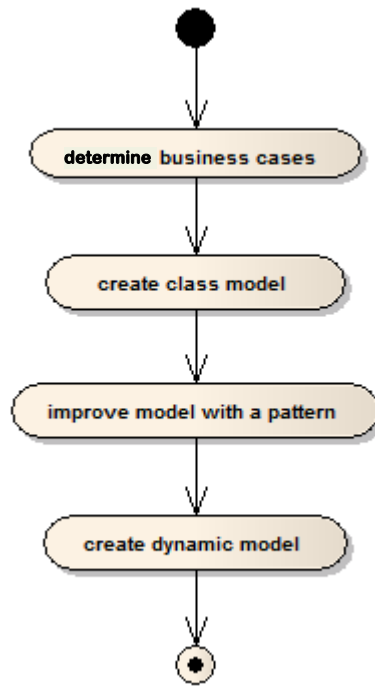 determine business cases
create class model
improve model with a pattern
create dynamic model